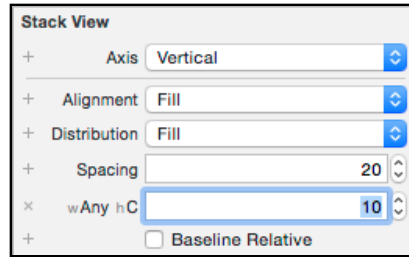 Stack View
+ Axis Vertical
+ Alignment Fill
+ Distribution Fill
+ Spacing 20
× wAny hC 10
+ Baseline Relative